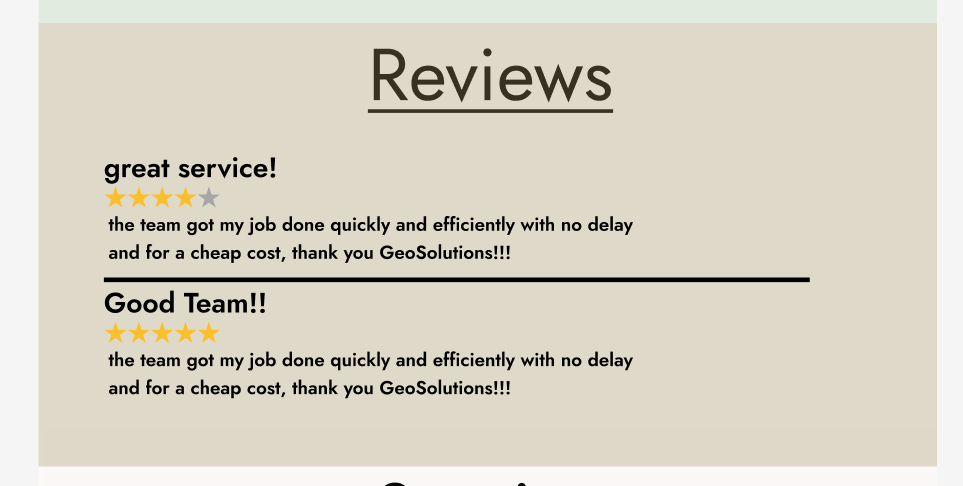 Reviews
great service!
the team got my job done quickly and efficiently with no delay
and for a cheap cost, thank you GeoSolutions!!!
Good Team!!
the team got my job done quickly and efficiently with no delay
and for a cheap cost, thank you GeoSolutions!!!